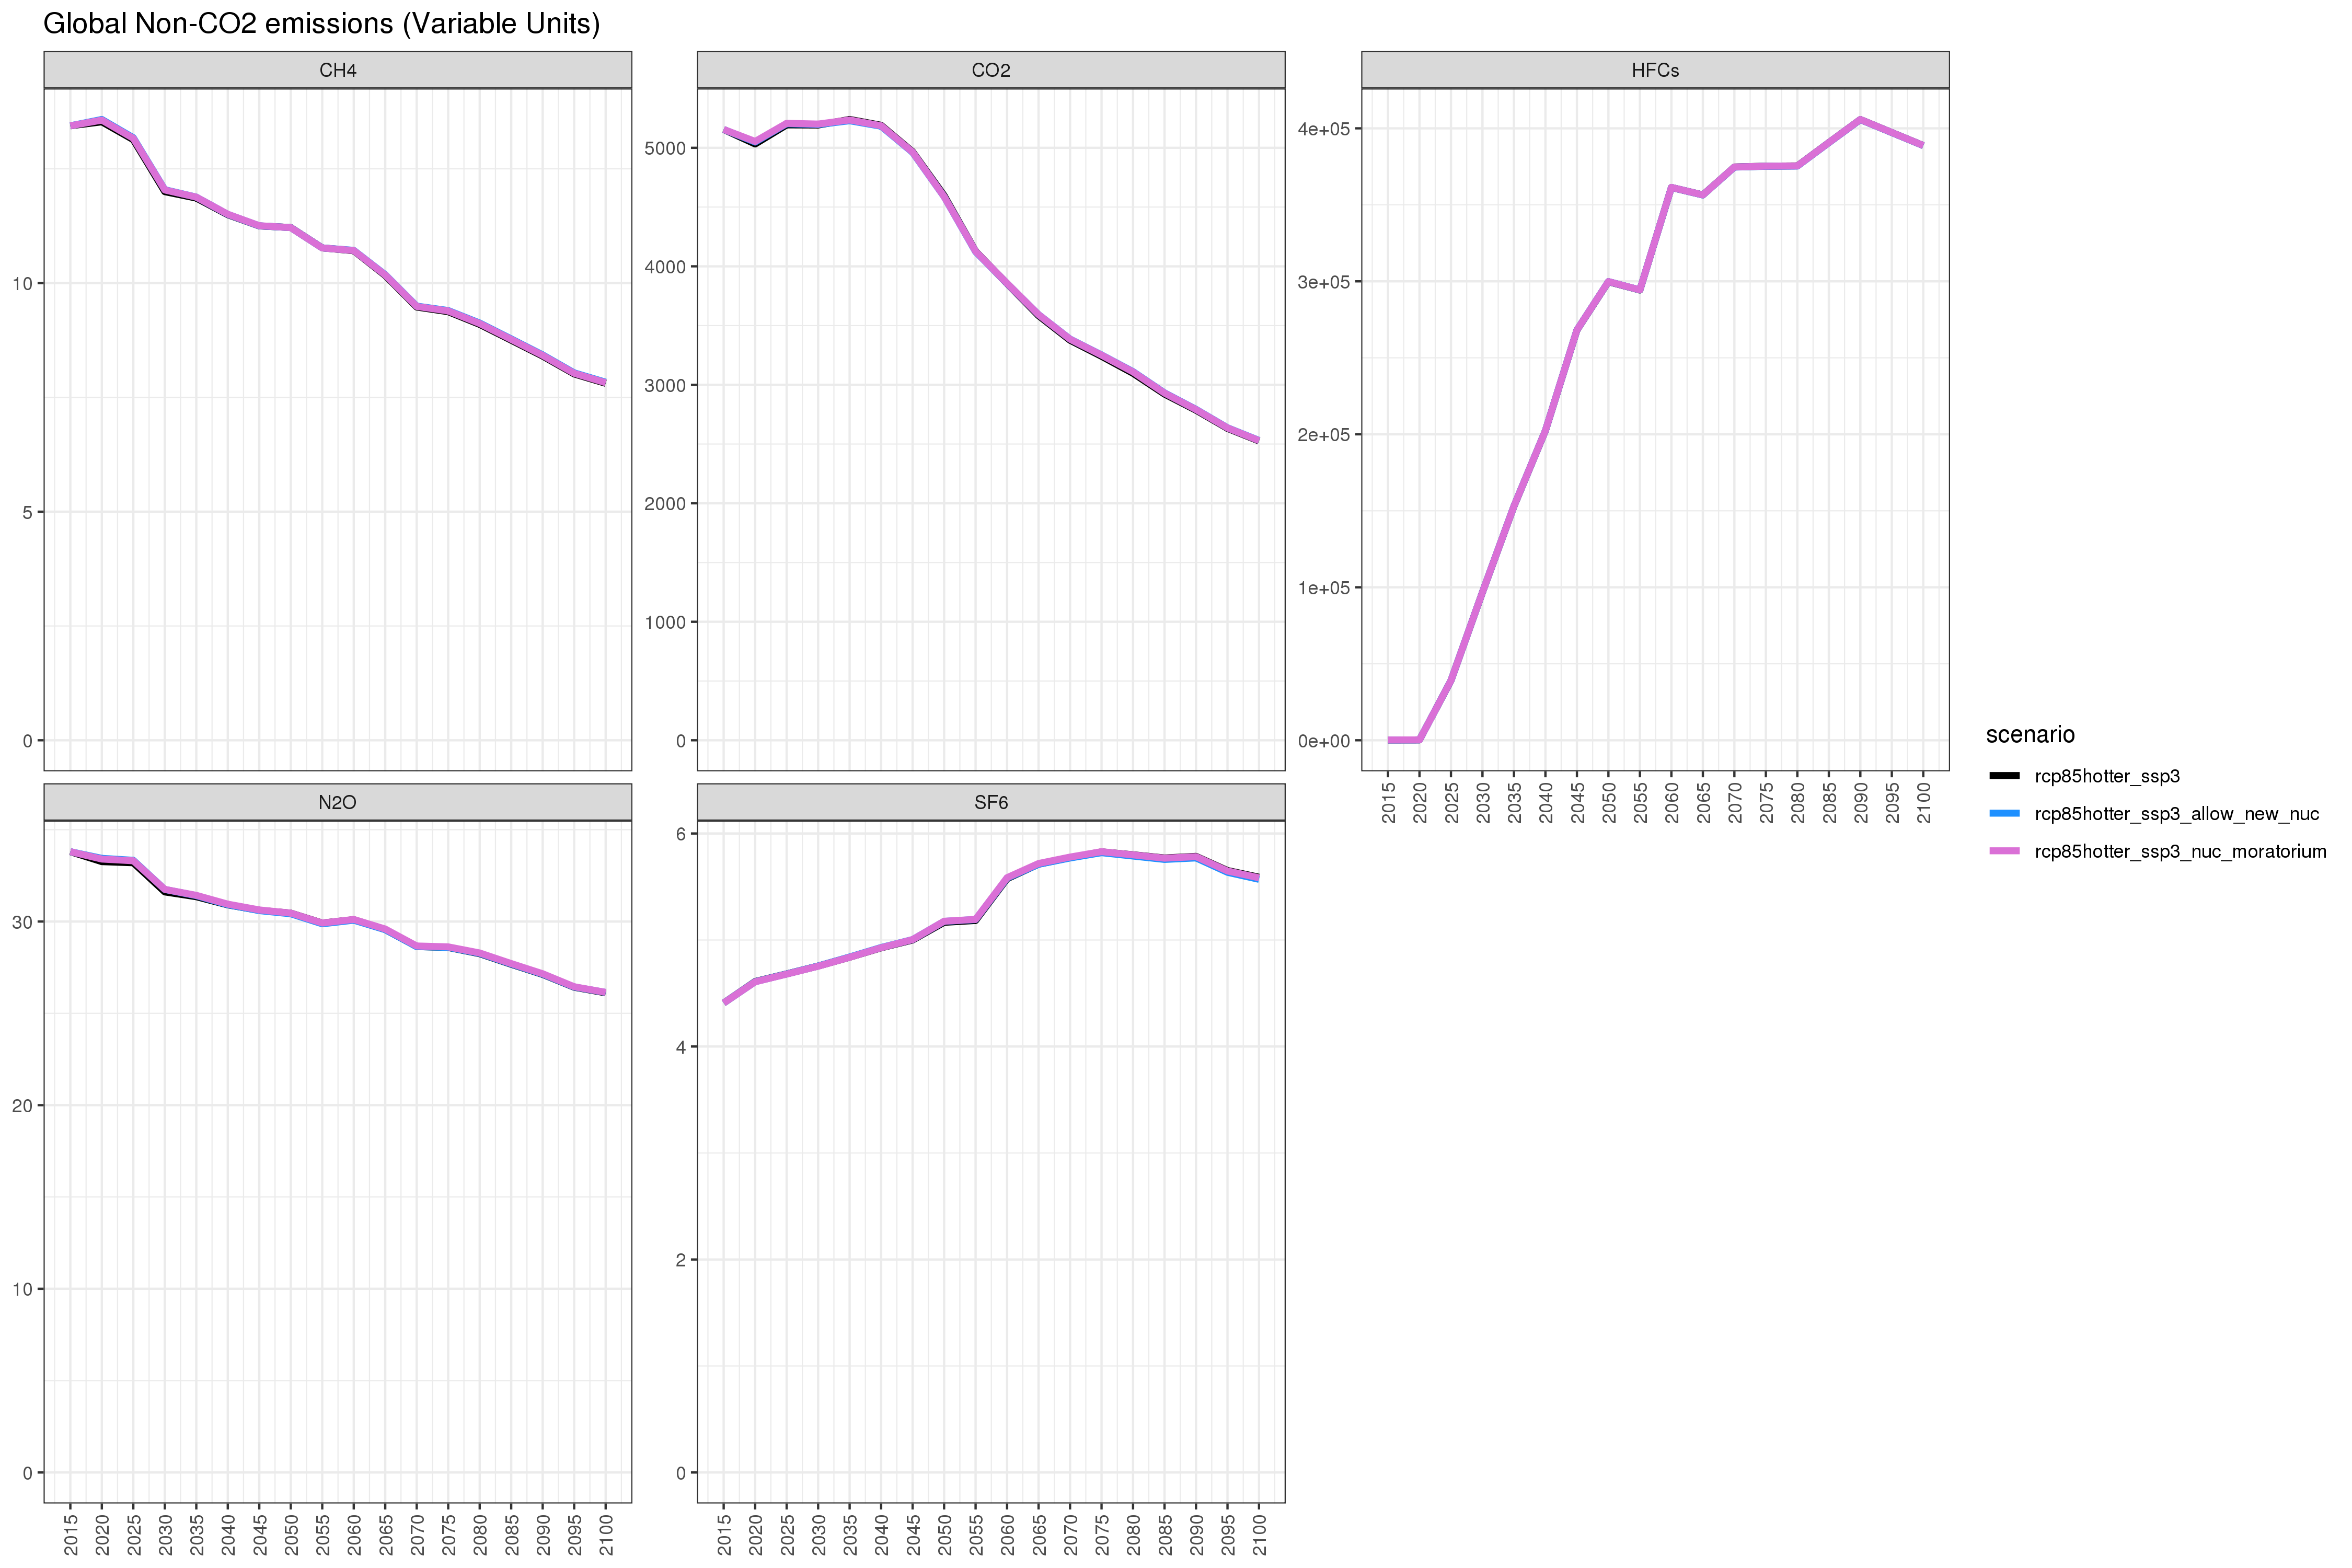 Global Non-CO2 emissions (Variable Units)
CH4
CO2
HFCs
10
5
0
5000
4000
3000
2000
1000
0
4e+05
3e+05
2e+05
1e+05
0e+00
2015 2020 2025 2030 2035 2040 2045 2050 2055 2060 2065 2070 2075 2080 2085 2090 2095 2100
N2O
SF6
30
20
10
0
6
4
2
0
2015 2020 2025 2030 2035 2040 2045 2050 2055 2060 2065 2070 2075 2080 2085 2090 2095 2100
2015 2020 2025 2030 2035 2040 2045 2050 2055 2060 2065 2070 2075 2080 2085 2090 2095 2100
scenario
rcp85hotter_ssp3
rcp85hotter_ssp3_allow_new_nuc
rcp85hotter_ssp3_nuc_moratorium